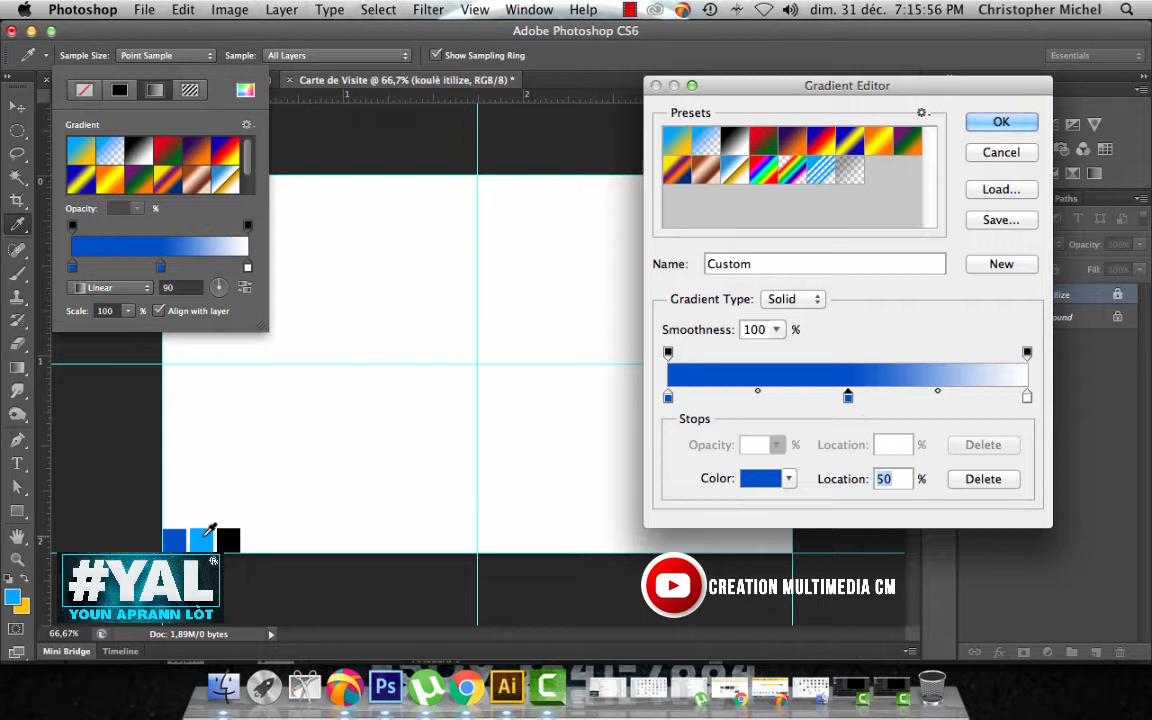 Photoshop File Edit Image Layer Type Select Filter View Window Help dim. 31 déc. 7:15:56 PM Christopher Michel
Adobe Photoshop CS6
Sample Size: Point Sample Sample: All Layers Show Sampling Ring Essentials
Carte de Visite @ 66,7% (koulè itilize, RGB/8) *
Gradient Editor
1 2
Presets
OK
Gradient
Cancel
Load...
Paths
Opacity: %
Save...
Opacity: 100%
Name: Custom New
Fill: 100%
Linear 90
Gradient Type: Solid
Scale: 100 % Align with layer
Smoothness: 100 %
Stops
Opacity: % Location: % Delete
Color: Location: 50 % Delete
#YAL
YOUN APRANN LÒT
CREATION MULTIMEDIA CM
66,67% Doc: 1,89M/0 bytes
Mini Bridge Timeline
Ps Ai